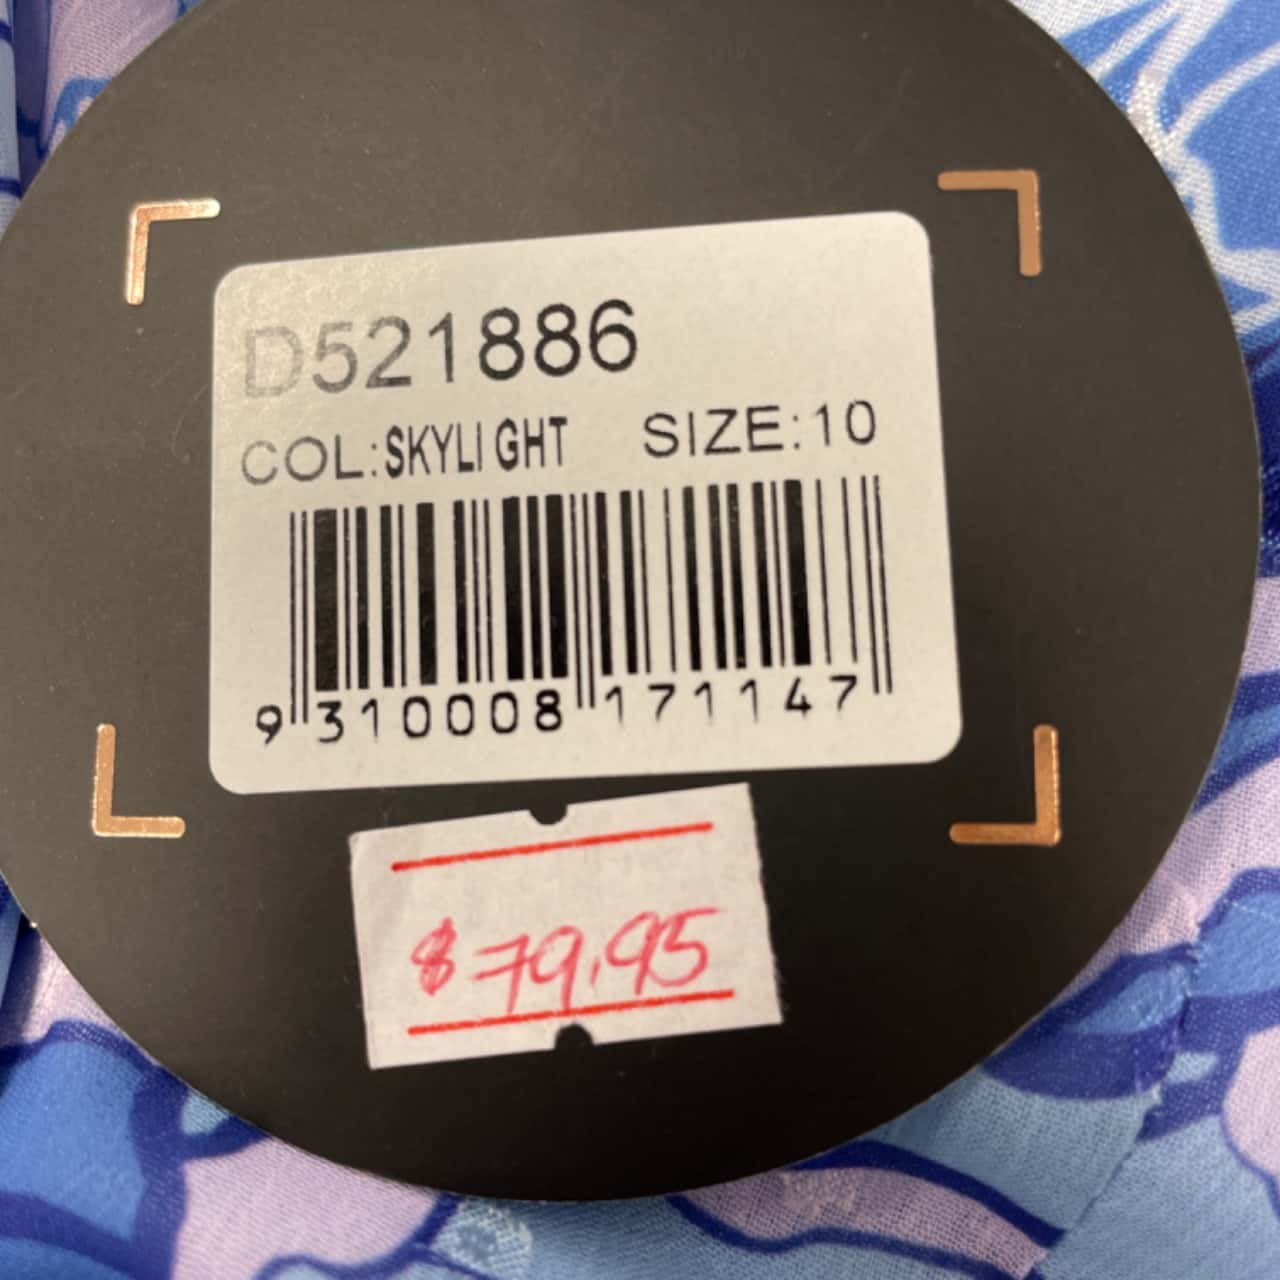 D521886
COL:SKYLIGHT SIZE:10
9 310008 171147
$79.95